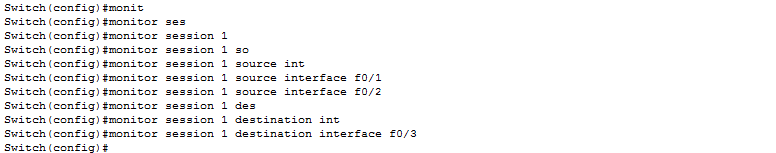 Switch(config)#monit
Switch(config)#monitor ses
Switch(config)#monitor session 1
Switch(config)#monitor session 1 so
Switch(config)#monitor session 1 source int
Switch(config)#monitor session 1 source interface f0/1
Switch(config)#monitor session 1 source interface f0/2
Switch(config)#monitor session 1 des
Switch(config)#monitor session 1 destination int
Switch(config)#monitor session 1 destination interface f0/3
Switch(config)#